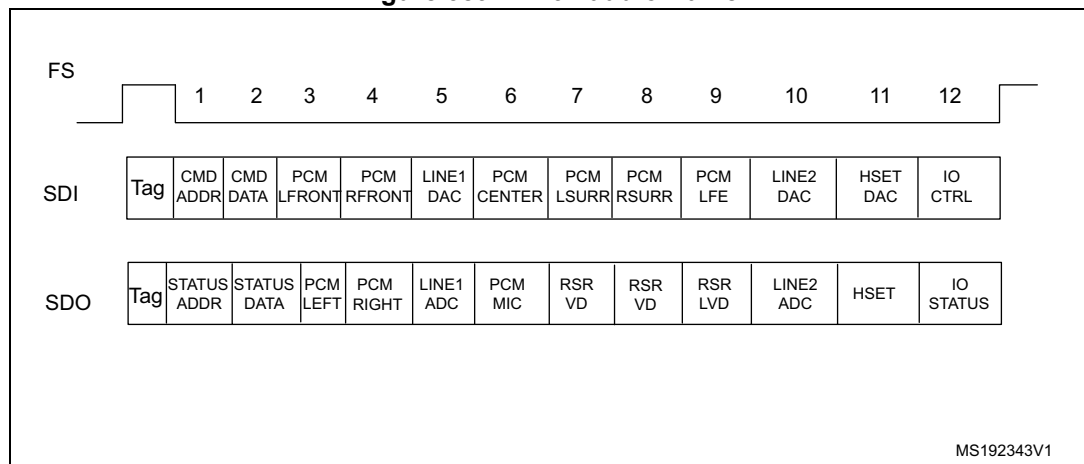 FS
1 2 3 4 5 6 7 8 9 10 11 12
SDI
Tag CMD PCM PCM LINE1 PCM PCM PCM PCM LINE2 HSET IO
CMD
ADDR DATA LFRONT RFRONT DAC CENTER LSURR RSURR LFE DAC DAC CTRL
SDO
Tag STATUS STATUS PCM PCM LINE1 PCM RSR RSR RSR LINE2 HSET IO
ADDR DATA LEFT RIGHT ADC MIC VD VD LVD ADC STATUS
MS192343V1